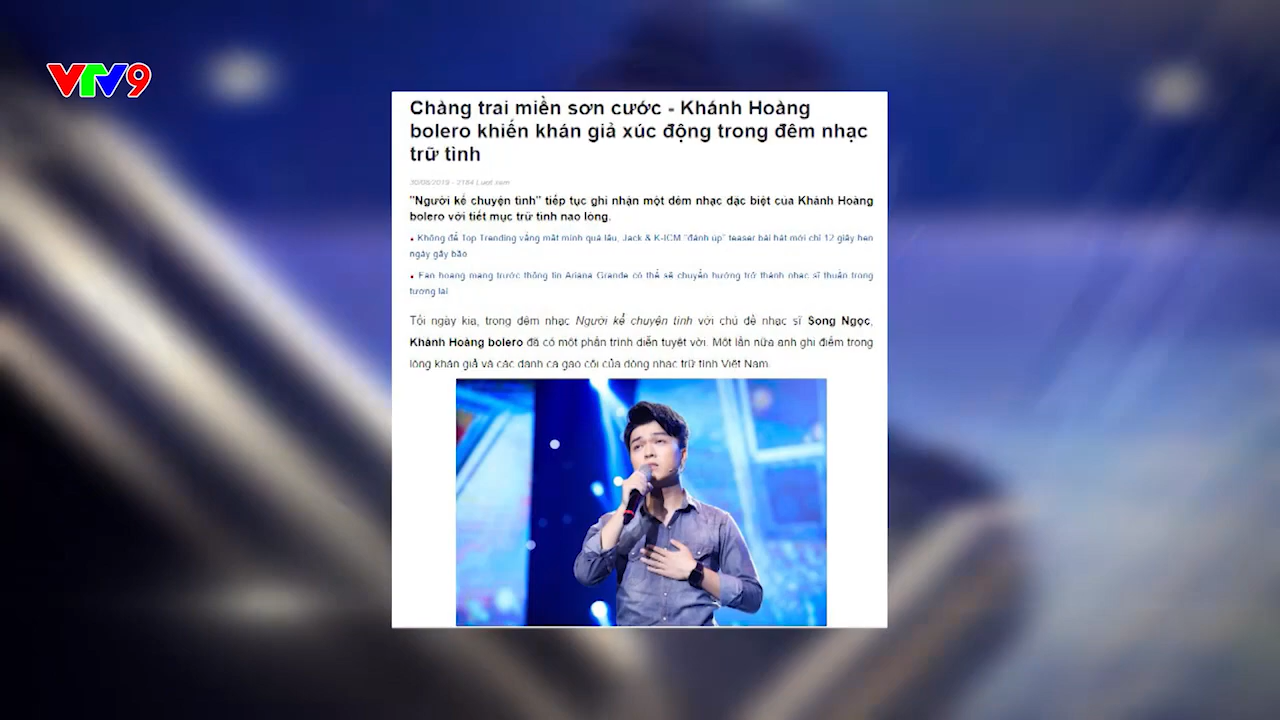 VTV9
Chàng trai miền sơn cước - Khánh Hoàng
bolero khiến khán giả xúc động trong đêm nhạc
trữ tình
30/08/2019 - 2184 Lượt xem
"Người kể chuyện tình" tiếp tục ghi nhận một đêm nhạc đặc biệt của Khánh Hoàng
bolero với tiết mục trữ tình nao lòng.
• Không để Top Trending vắng mặt mình quá lâu, Jack & K-ICM "đánh úp" teaser bài hát mới chỉ 12 giây hẹn
ngày gây bão
• Fan hoang mang trước thông tin Ariana Grande có thể sẽ chuyển hướng trở thành nhạc sĩ thuần trong
tương lai
Tối ngày kia, trong đêm nhạc Người kể chuyện tình với chủ đề nhạc sĩ Song Ngọc,
Khánh Hoàng bolero đã có một phần trình diễn tuyệt vời. Một lần nữa anh ghi điểm trong
lòng khán giả và các danh ca gạo cội của dòng nhạc trữ tình Việt Nam.